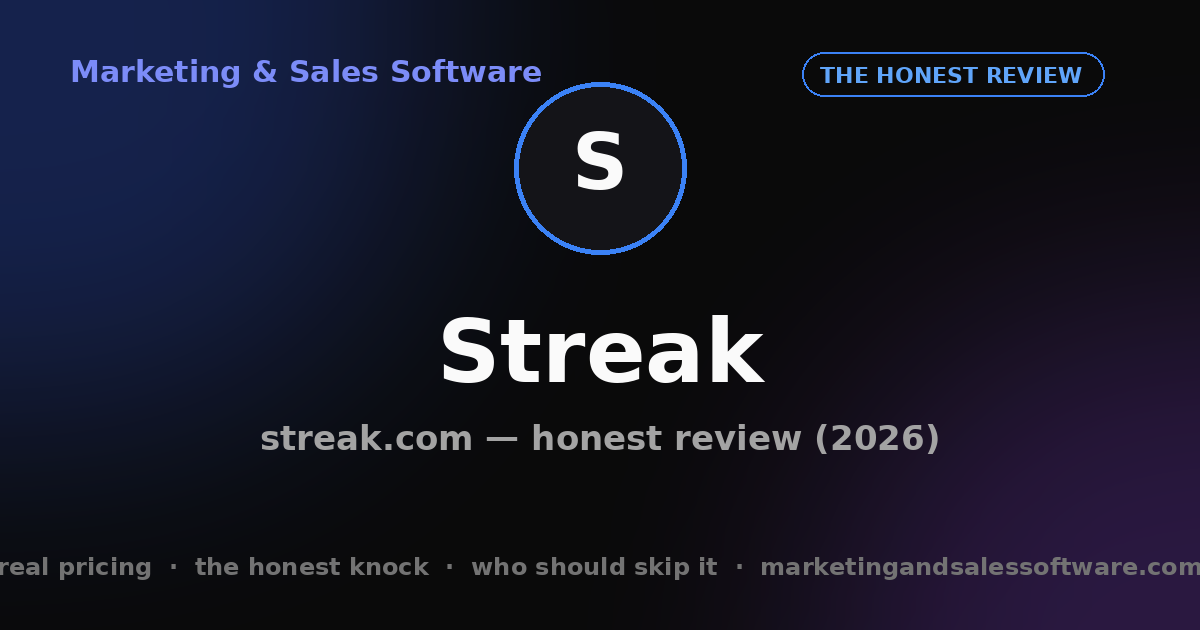 Marketing & Sales Software
THE HONEST REVIEW
S
Streak
streak.com — honest review (2026)
real pricing · the honest knock · who should skip it · marketingandsalessoftware.com